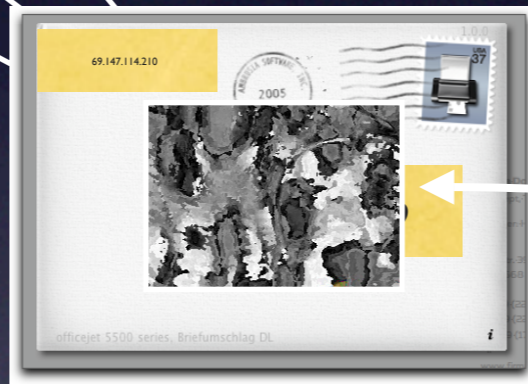 1.0.0
69.147.114.210
USA
37
AMBROSIA SOFTWARE, INC.
2005
officejet 5500 series, Briefumschlag DL
i